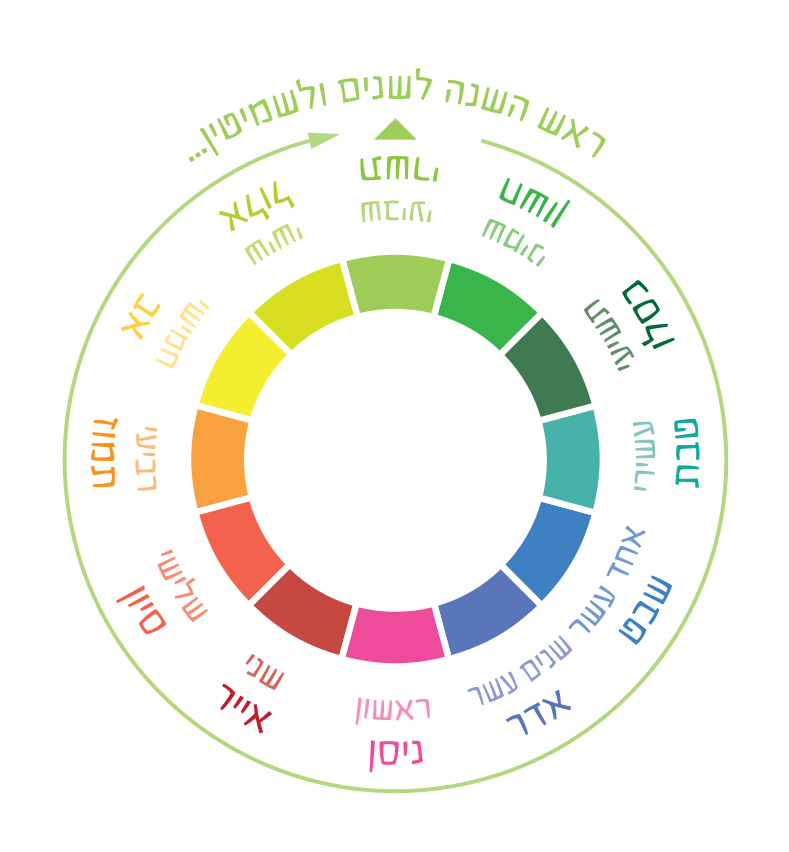 ראש השנה לשנים ולשמיטין...
תשרי
שביעי
חשון
שמיני
כסלו
תשיעי
טבת
עשירי
שבט
אחד עשר
אדר
שנים עשר
ניסן
ראשון
אייר
שני
סיון
שלישי
תמוז
רביעי
אב
חמישי
אלול
שישי